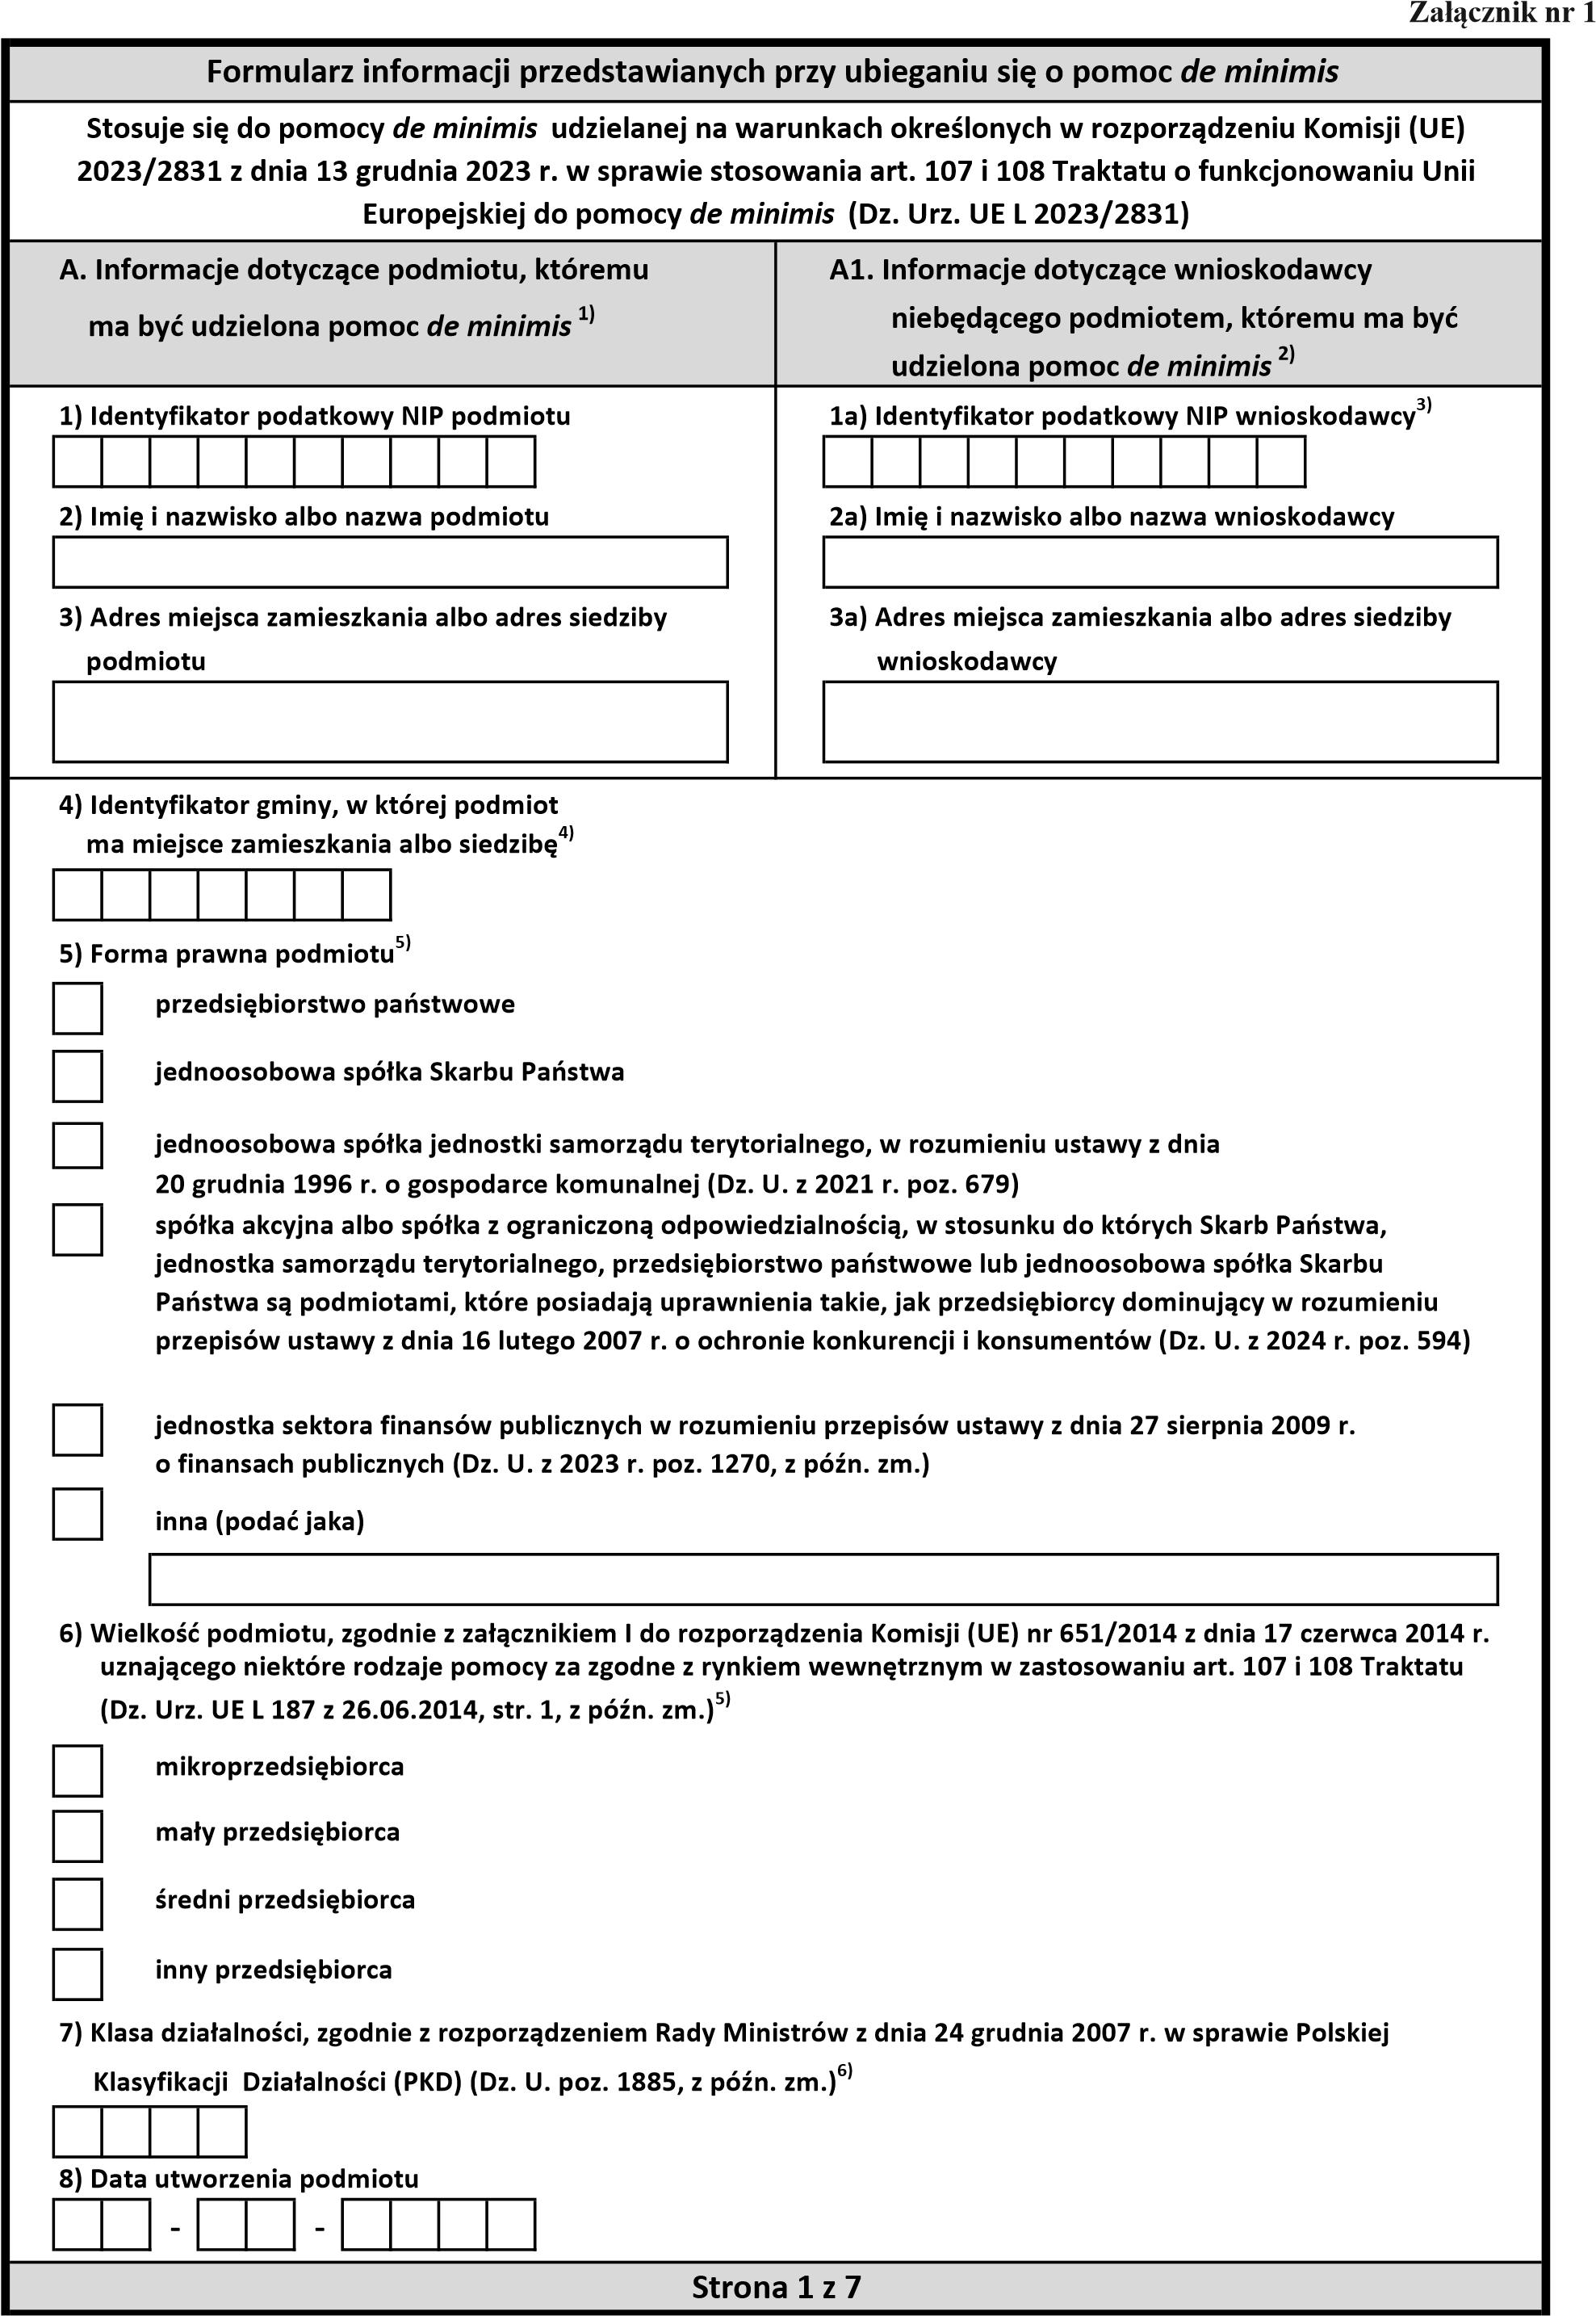 Załącznik nr 1
Formularz informacji przedstawianych przy ubieganiu się o pomoc de minimis
Stosuje się do pomocy de minimis udzielanej na warunkach określonych w rozporządzeniu Komisji (UE)
2023/2831 z dnia 13 grudnia 2023 r. w sprawie stosowania art. 107 i 108 Traktatu o funkcjonowaniu Unii
Europejskiej do pomocy de minimis (Dz. Urz. UE L 2023/2831)
A. Informacje dotyczące podmiotu, któremu
ma być udzielona pomoc de minimis 1)
A1. Informacje dotyczące wnioskodawcy
niebędącego podmiotem, któremu ma być
udzielona pomoc de minimis 2)
1) Identyfikator podatkowy NIP podmiotu
2) Imię i nazwisko albo nazwa podmiotu
3) Adres miejsca zamieszkania albo adres siedziby
podmiotu
1a) Identyfikator podatkowy NIP wnioskodawcy3)
2a) Imię i nazwisko albo nazwa wnioskodawcy
3a) Adres miejsca zamieszkania albo adres siedziby
wnioskodawcy
4) Identyfikator gminy, w której podmiot
ma miejsce zamieszkania albo siedzibę4)
5) Forma prawna podmiotu5)
przedsiębiorstwo państwowe
jednoosobowa spółka Skarbu Państwa
jednoosobowa spółka jednostki samorządu terytorialnego, w rozumieniu ustawy z dnia
20 grudnia 1996 r. o gospodarce komunalnej (Dz. U. z 2021 r. poz. 679)
spółka akcyjna albo spółka z ograniczoną odpowiedzialnością, w stosunku do których Skarb Państwa,
jednostka samorządu terytorialnego, przedsiębiorstwo państwowe lub jednoosobowa spółka Skarbu
Państwa są podmiotami, które posiadają uprawnienia takie, jak przedsiębiorcy dominujący w rozumieniu
przepisów ustawy z dnia 16 lutego 2007 r. o ochronie konkurencji i konsumentów (Dz. U. z 2024 r. poz. 594)
jednostka sektora finansów publicznych w rozumieniu przepisów ustawy z dnia 27 sierpnia 2009 r.
o finansach publicznych (Dz. U. z 2023 r. poz. 1270, z późn. zm.)
inna (podać jaka)
6) Wielkość podmiotu, zgodnie z załącznikiem I do rozporządzenia Komisji (UE) nr 651/2014 z dnia 17 czerwca 2014 r.
uznającego niektóre rodzaje pomocy za zgodne z rynkiem wewnętrznym w zastosowaniu art. 107 i 108 Traktatu
(Dz. Urz. UE L 187 z 26.06.2014, str. 1, z późn. zm.)5)
mikroprzedsiębiorca
mały przedsiębiorca
średni przedsiębiorca
inny przedsiębiorca
7) Klasa działalności, zgodnie z rozporządzeniem Rady Ministrów z dnia 24 grudnia 2007 r. w sprawie Polskiej
Klasyfikacji Działalności (PKD) (Dz. U. poz. 1885, z późn. zm.)6)
8) Data utworzenia podmiotu
- -
Strona 1 z 7